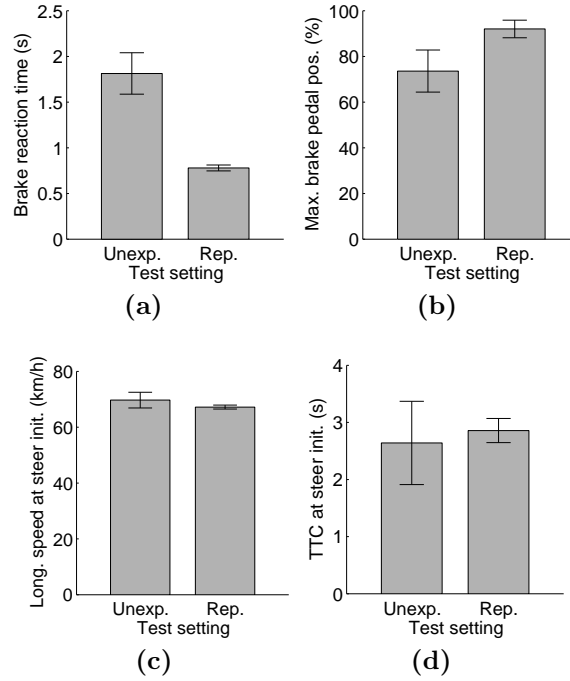 Brake reaction time (s)
2.5
2
1.5
1
0.5
0
Unexp. Rep.
Test setting
(a)
Max. brake pedal pos. (%)
100
80
60
40
20
0
Unexp. Rep.
Test setting
(b)
Long. speed at steer init. (km/h)
80
60
40
20
0
Unexp. Rep.
Test setting
(c)
TTC at steer init. (s)
4
3
2
1
0
Unexp. Rep.
Test setting
(d)